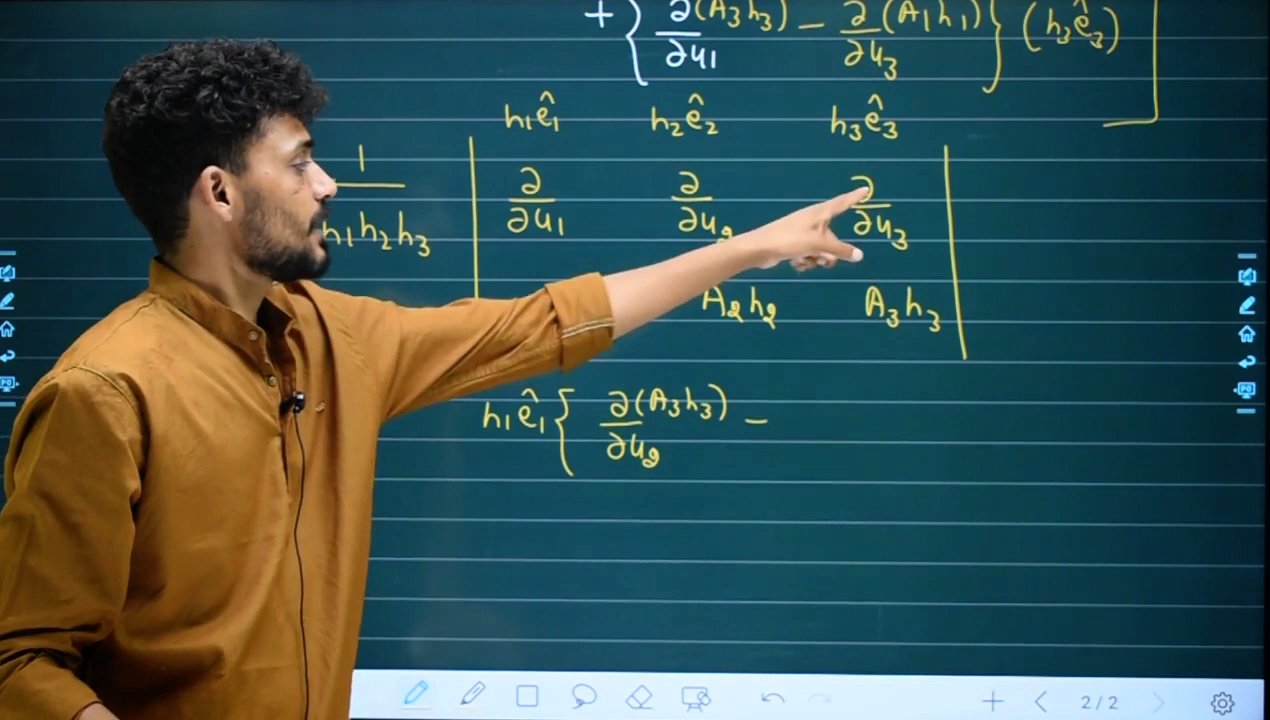 + { ∂(A₃h₃)/∂u₁ − ∂(A₁h₁)/∂u₃ } (h₃ê₃)
h₁ê₁ h₂ê₂ h₃ê₃
1/h₁h₂h₃ | ∂/∂u₁ ∂/∂u₂ ∂/∂u₃ |
A₂h₂ A₃h₃
h₁ê₁ { ∂(A₃h₃)/∂u₂ −
2/2